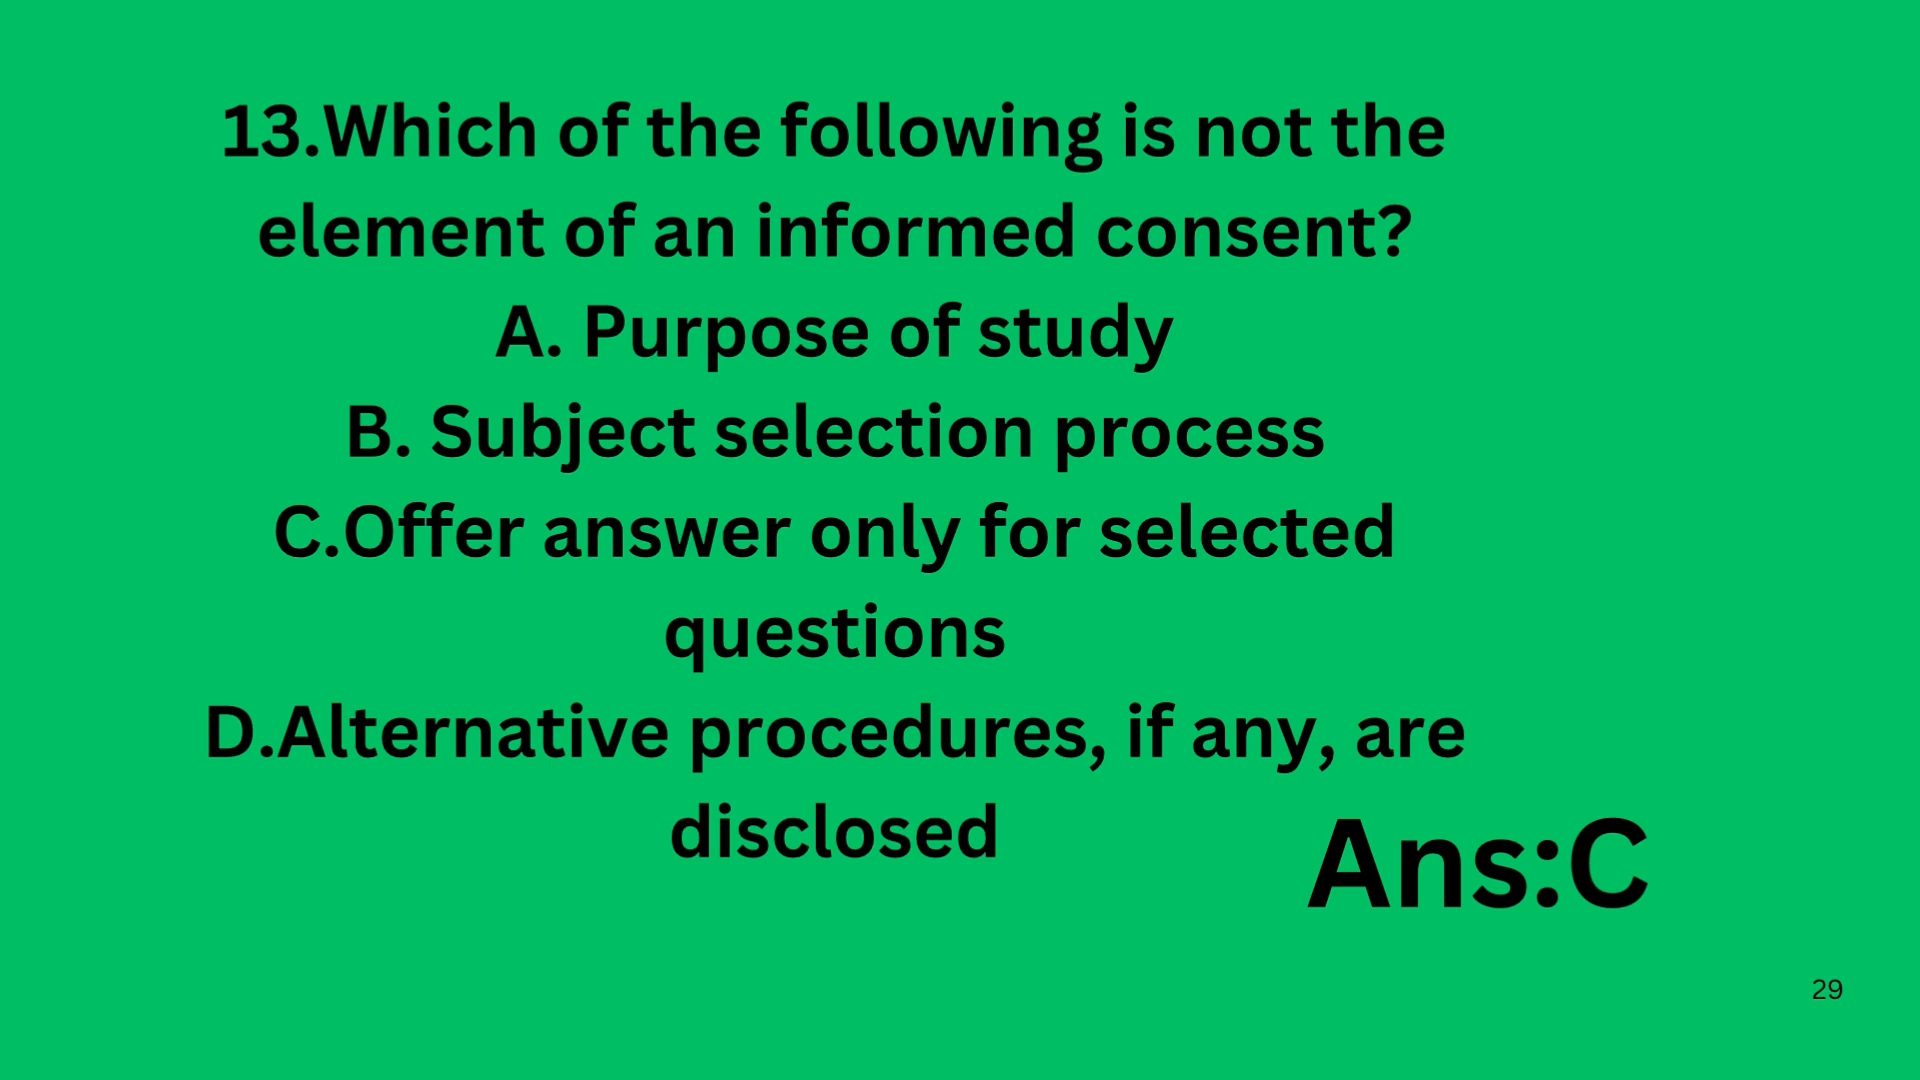 13.Which of the following is not the
element of an informed consent?
A. Purpose of study
B. Subject selection process
C.Offer answer only for selected
questions
D.Alternative procedures, if any, are
disclosed
Ans:C
29